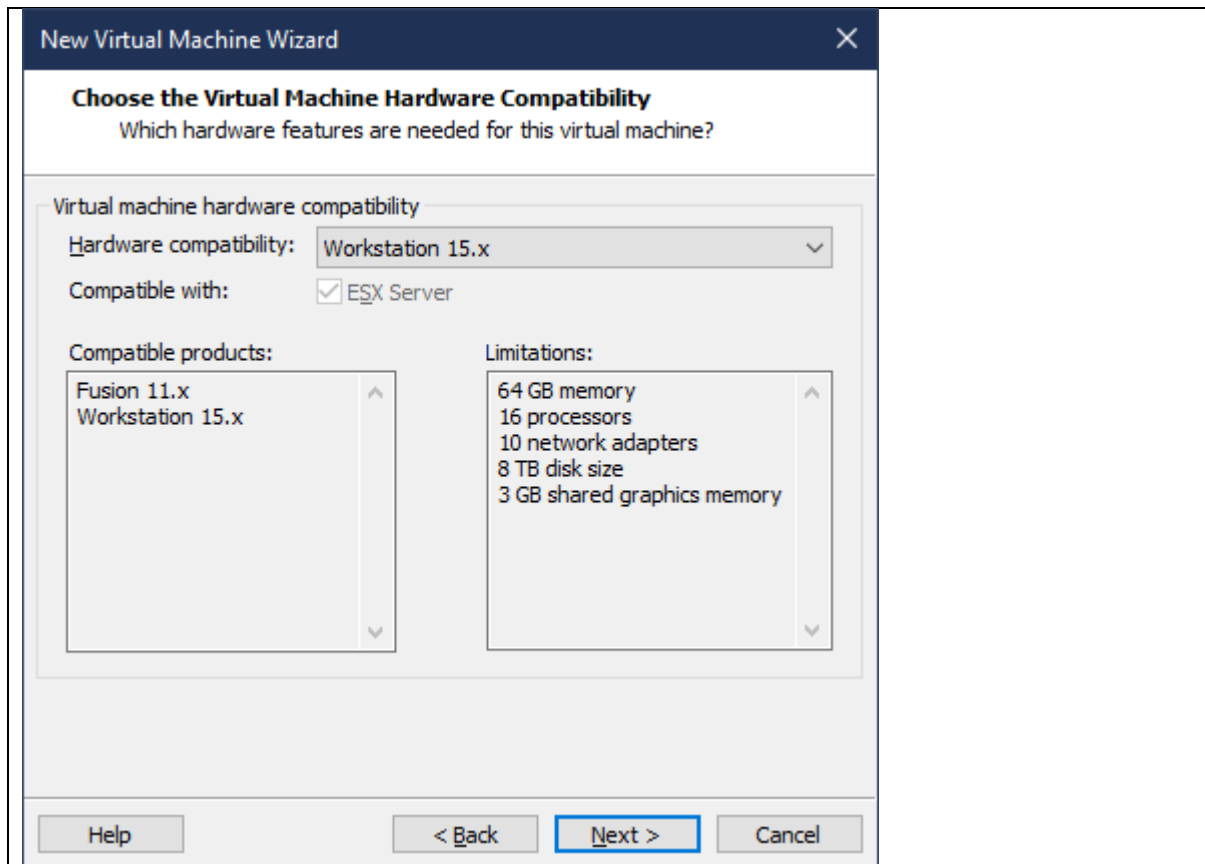 New Virtual Machine Wizard
Choose the Virtual Machine Hardware Compatibility
Which hardware features are needed for this virtual machine?
Virtual machine hardware compatibility
Hardware compatibility: Workstation 15.x
Compatible with: ESX Server
Compatible products:
Fusion 11.x
Workstation 15.x
Limitations:
64 GB memory
16 processors
10 network adapters
8 TB disk size
3 GB shared graphics memory
Help < Back Next > Cancel